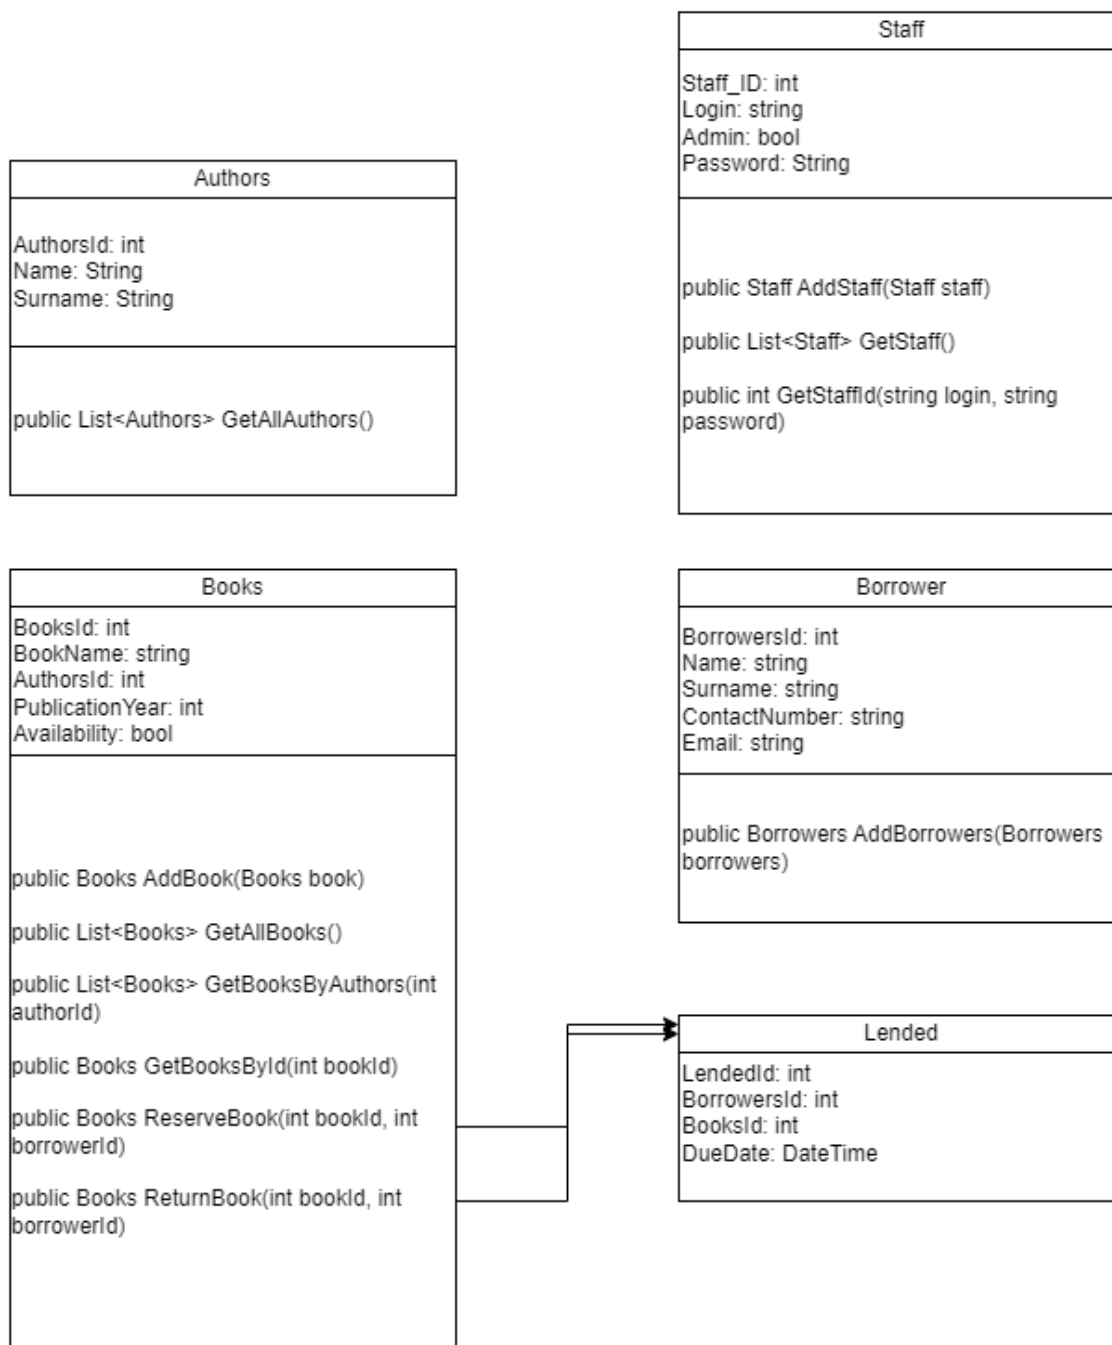 Staff
Staff_ID: int
Login: string
Admin: bool
Password: String
public Staff AddStaff(Staff staff)
public List<Staff> GetStaff()
public int GetStaffId(string login, string
password)
Authors
AuthorsId: int
Name: String
Surname: String
public List<Authors> GetAllAuthors()
Books
BooksId: int
BookName: string
AuthorsId: int
PublicationYear: int
Availability: bool
public Books AddBook(Books book)
public List<Books> GetAllBooks()
public List<Books> GetBooksByAuthors(int
authorId)
public Books GetBooksById(int bookId)
public Books ReserveBook(int bookId, int
borrowerId)
public Books ReturnBook(int bookId, int
borrowerId)
Borrower
BorrowersId: int
Name: string
Surname: string
ContactNumber: string
Email: string
public Borrowers AddBorrowers(Borrowers
borrowers)
Lended
LendedId: int
BorrowersId: int
BooksId: int
DueDate: DateTime